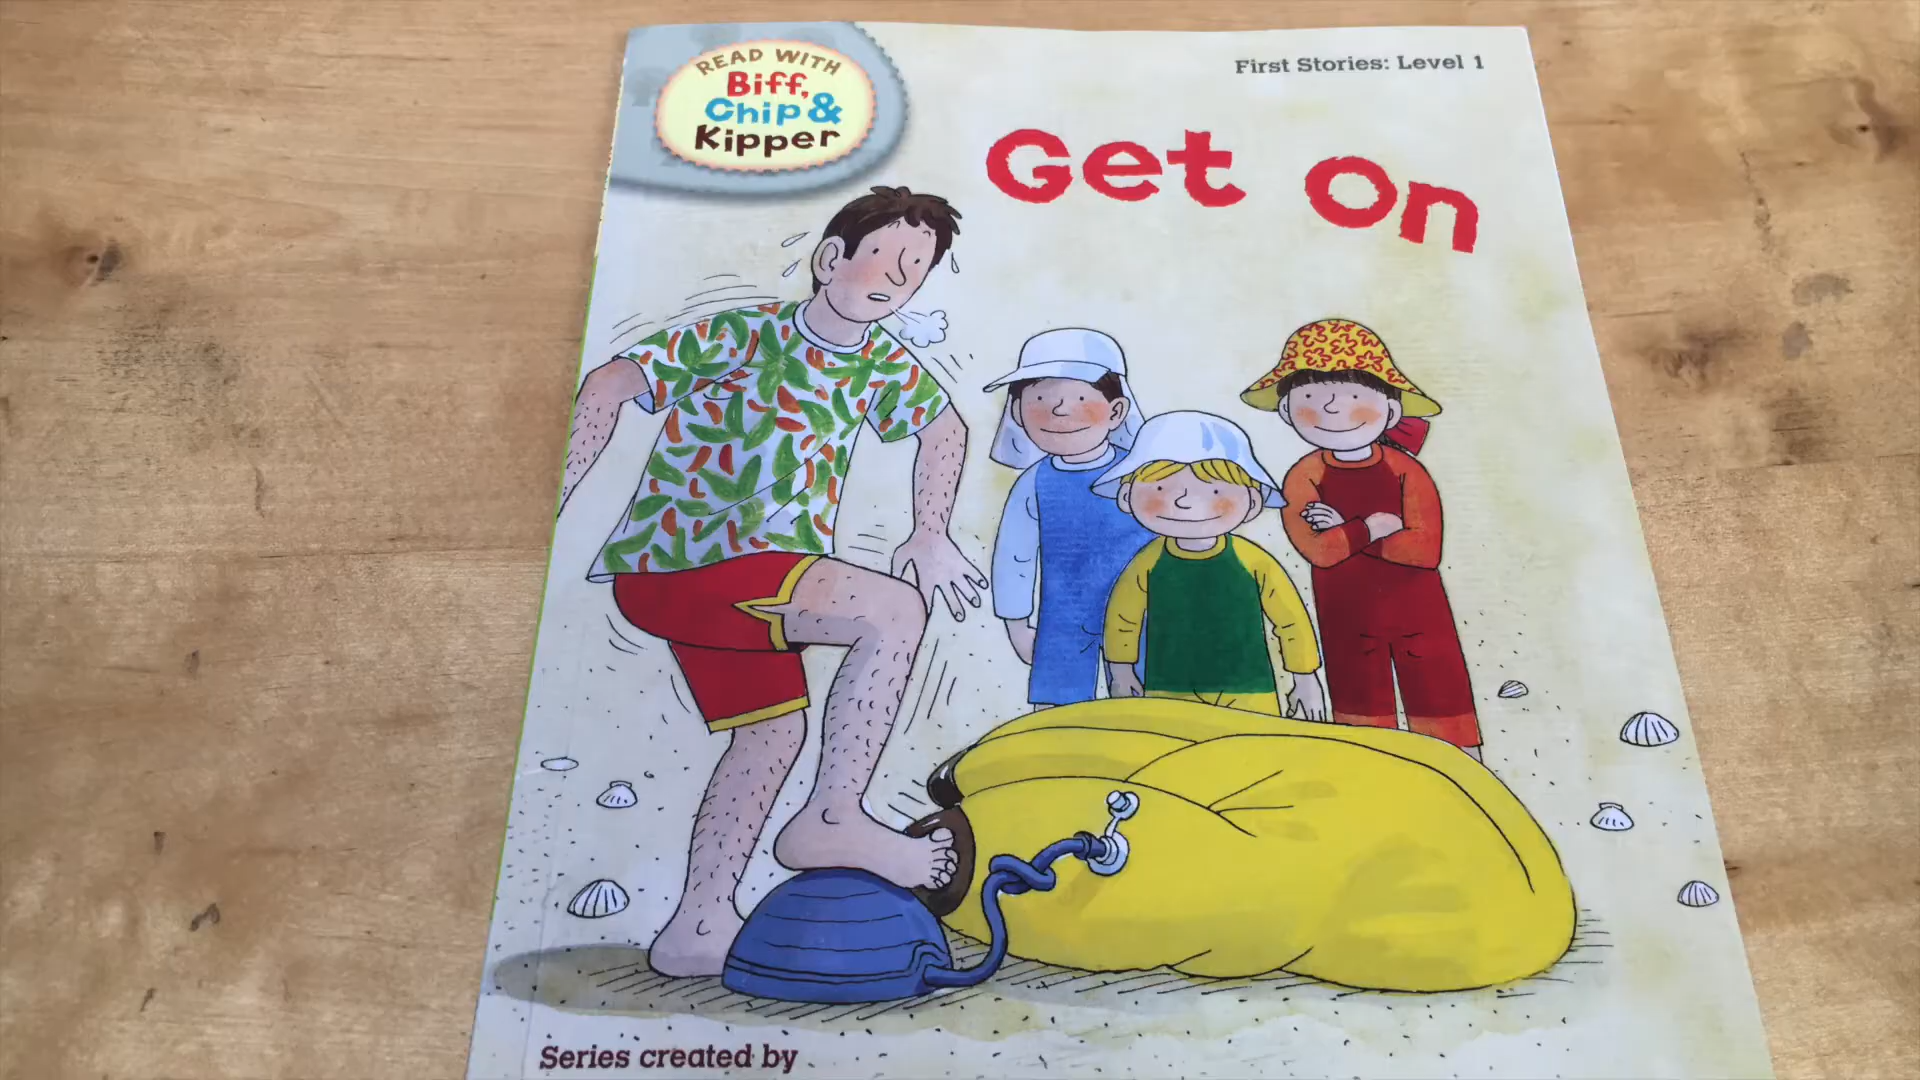 READ WITH
Biff,
Chip &
Kipper
First Stories: Level 1
Get On
Series created by